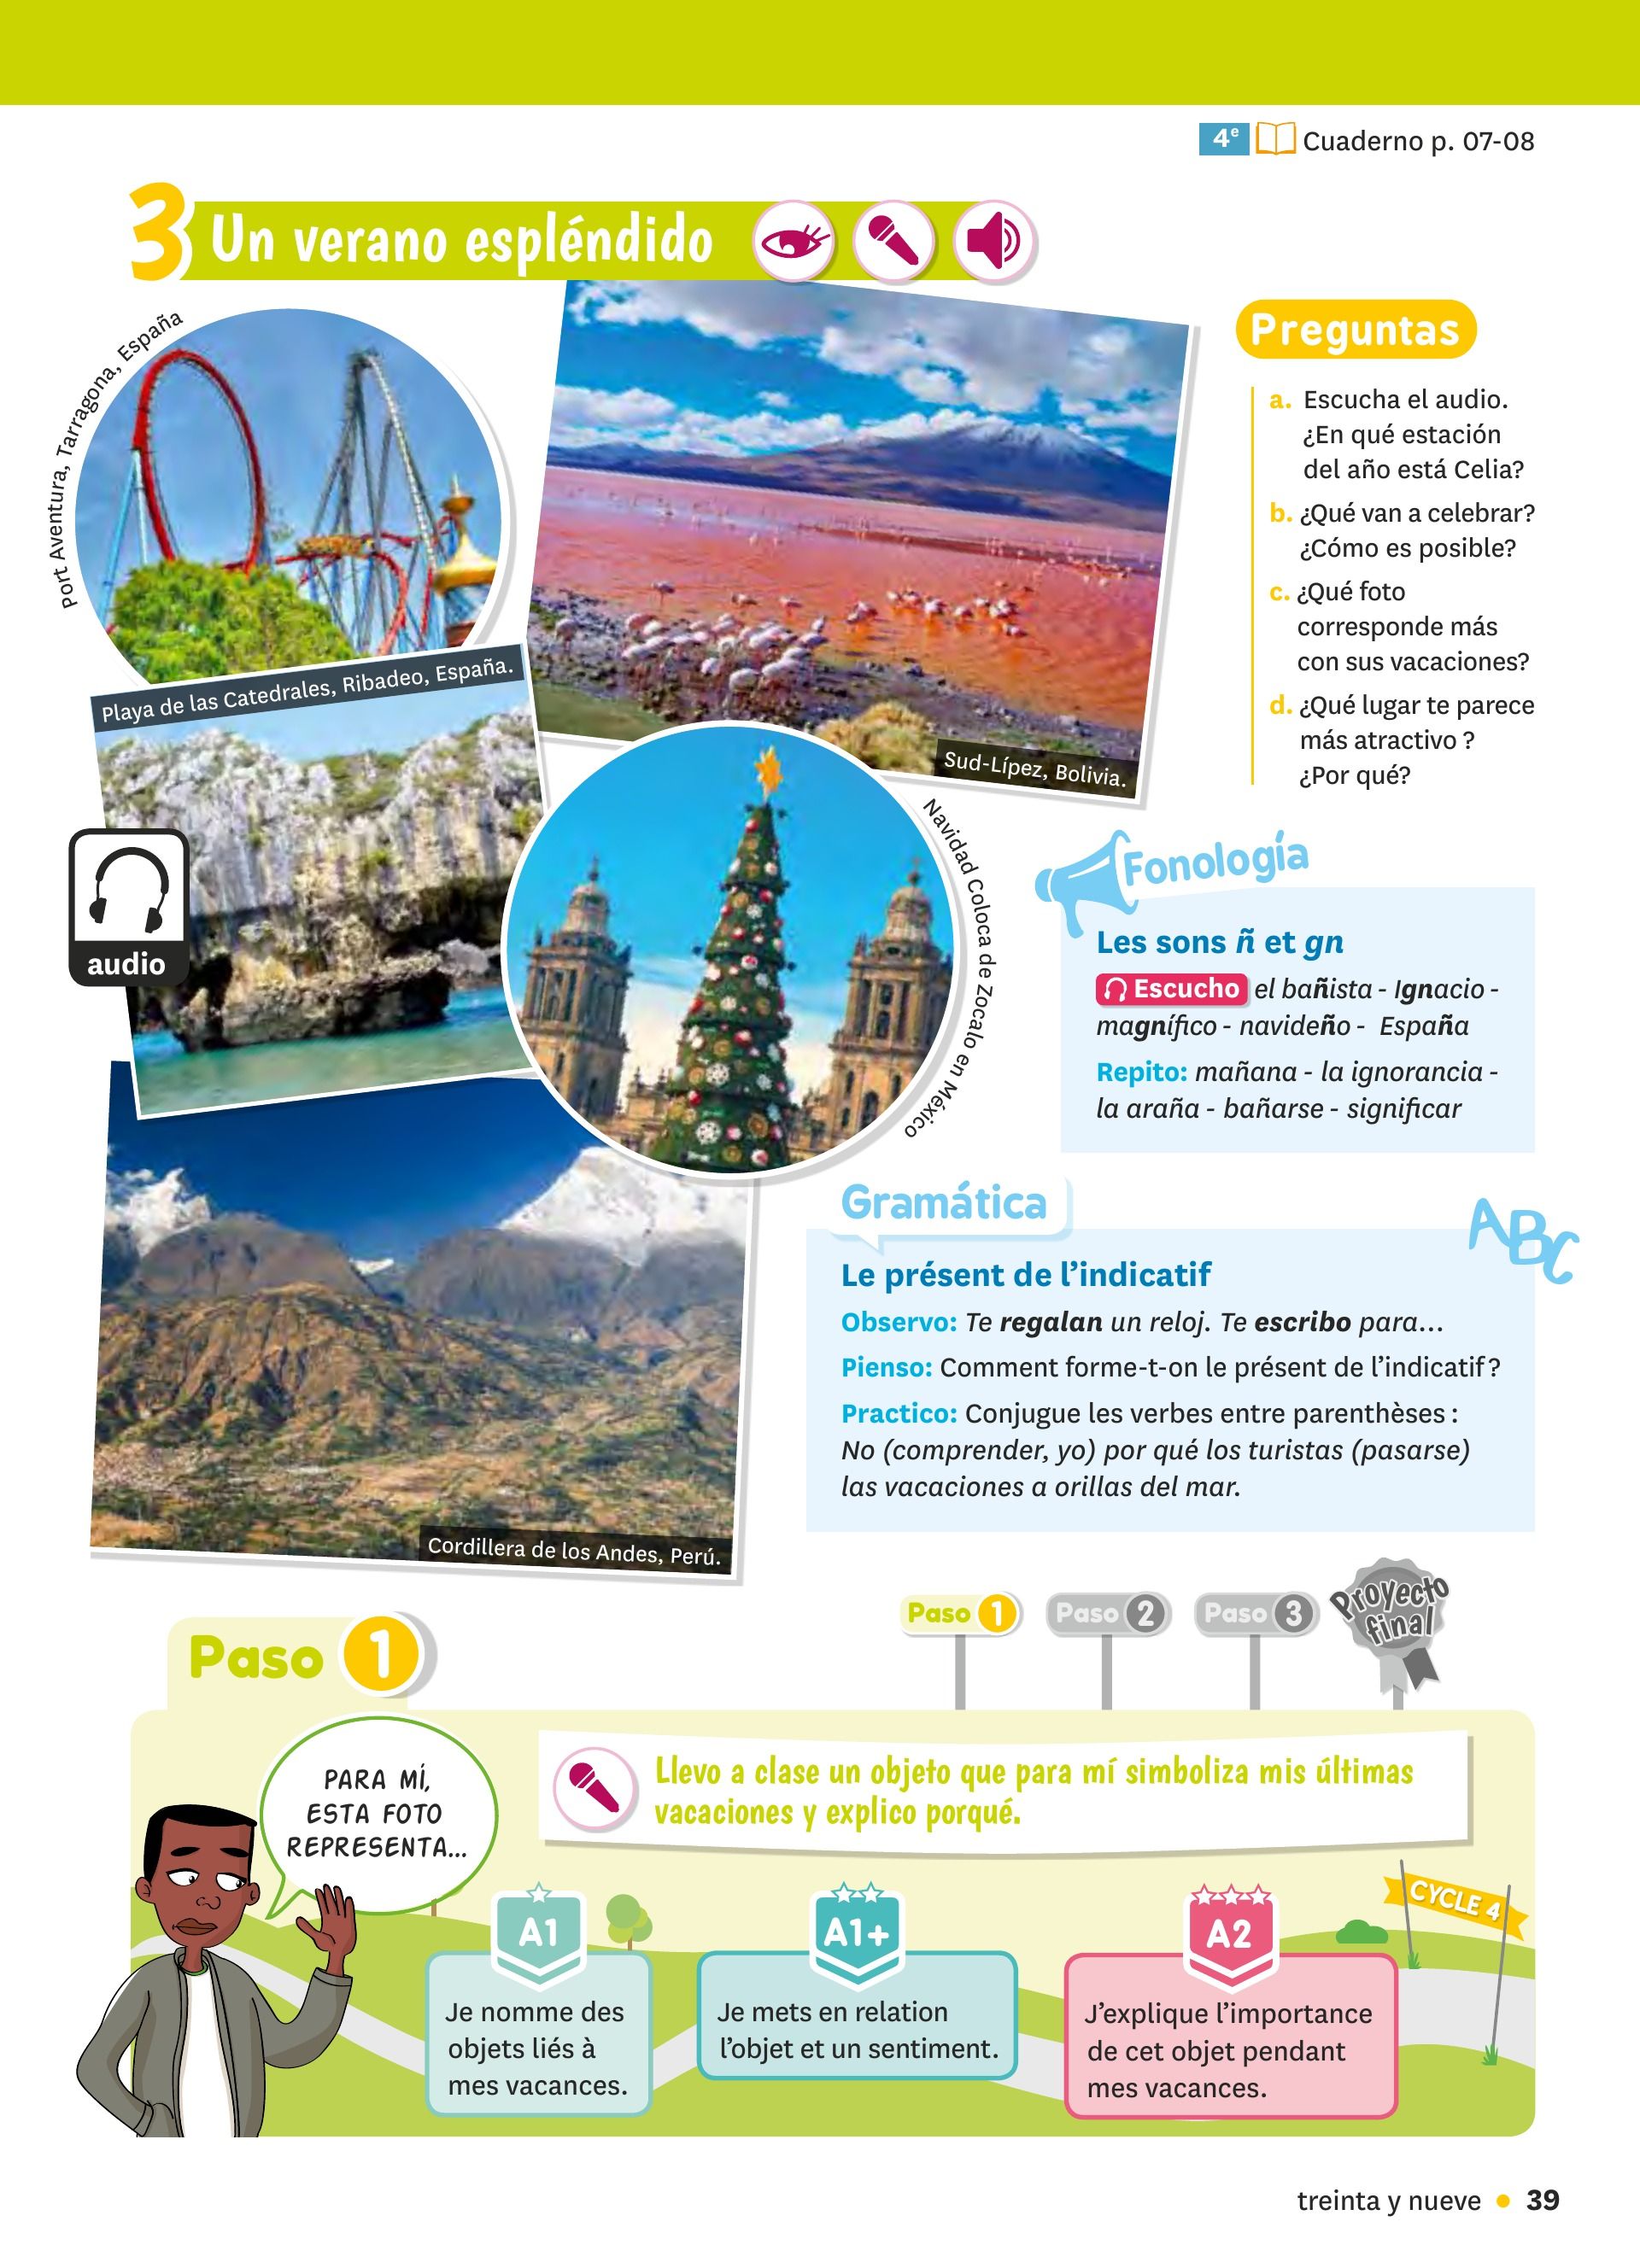 4e Cuaderno p. 07-08
3 Un verano espléndido
Port Aventura, Tarragona, España
Sud-Lípez, Bolivia.
Playa de las Catedrales, Ribadeo, España.
Navidad Coloca de Zocalo en México
audio
Cordillera de los Andes, Perú.
Preguntas
a. Escucha el audio.
¿En qué estación
del año está Celia?
b. ¿Qué van a celebrar?
¿Cómo es posible?
c. ¿Qué foto
corresponde más
con sus vacaciones?
d. ¿Qué lugar te parece
más atractivo ?
¿Por qué?
Fonología
Les sons ñ et gn
Escucho el bañista - Ignacio -
magnífico - navideño - España
Repito: mañana - la ignorancia -
la araña - bañarse - significar
Gramática
ABC
Le présent de l'indicatif
Observo: Te regalan un reloj. Te escribo para...
Pienso: Comment forme-t-on le présent de l'indicatif ?
Practico: Conjugue les verbes entre parenthèses :
No (comprender, yo) por qué los turistas (pasarse)
las vacaciones a orillas del mar.
Paso 1
Paso 1 Paso 2 Paso 3 Proyecto
final
PARA MÍ,
ESTA FOTO
REPRESENTA...
Llevo a clase un objeto que para mí simboliza mis últimas
vacaciones y explico porqué.
A1
Je nomme des
objets liés à
mes vacances.
A1+
Je mets en relation
l'objet et un sentiment.
A2
J'explique l'importance
de cet objet pendant
mes vacances.
CYCLE 4
treinta y nueve • 39